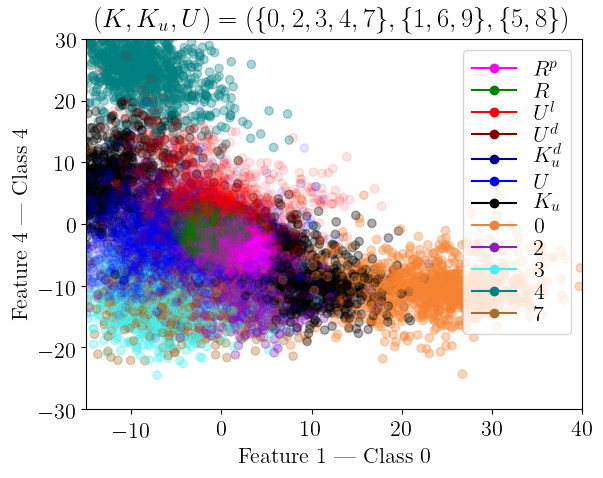 (K, K_u, U) = ({0, 2, 3, 4, 7}, {1, 6, 9}, {5, 8})
30
20
10
0
−10
−20
−30
Feature 4 — Class 4
−10
0
10
20
30
40
Feature 1 — Class 0
R^p
R
U^l
U^d
K_u^d
U
K_u
0
2
3
4
7